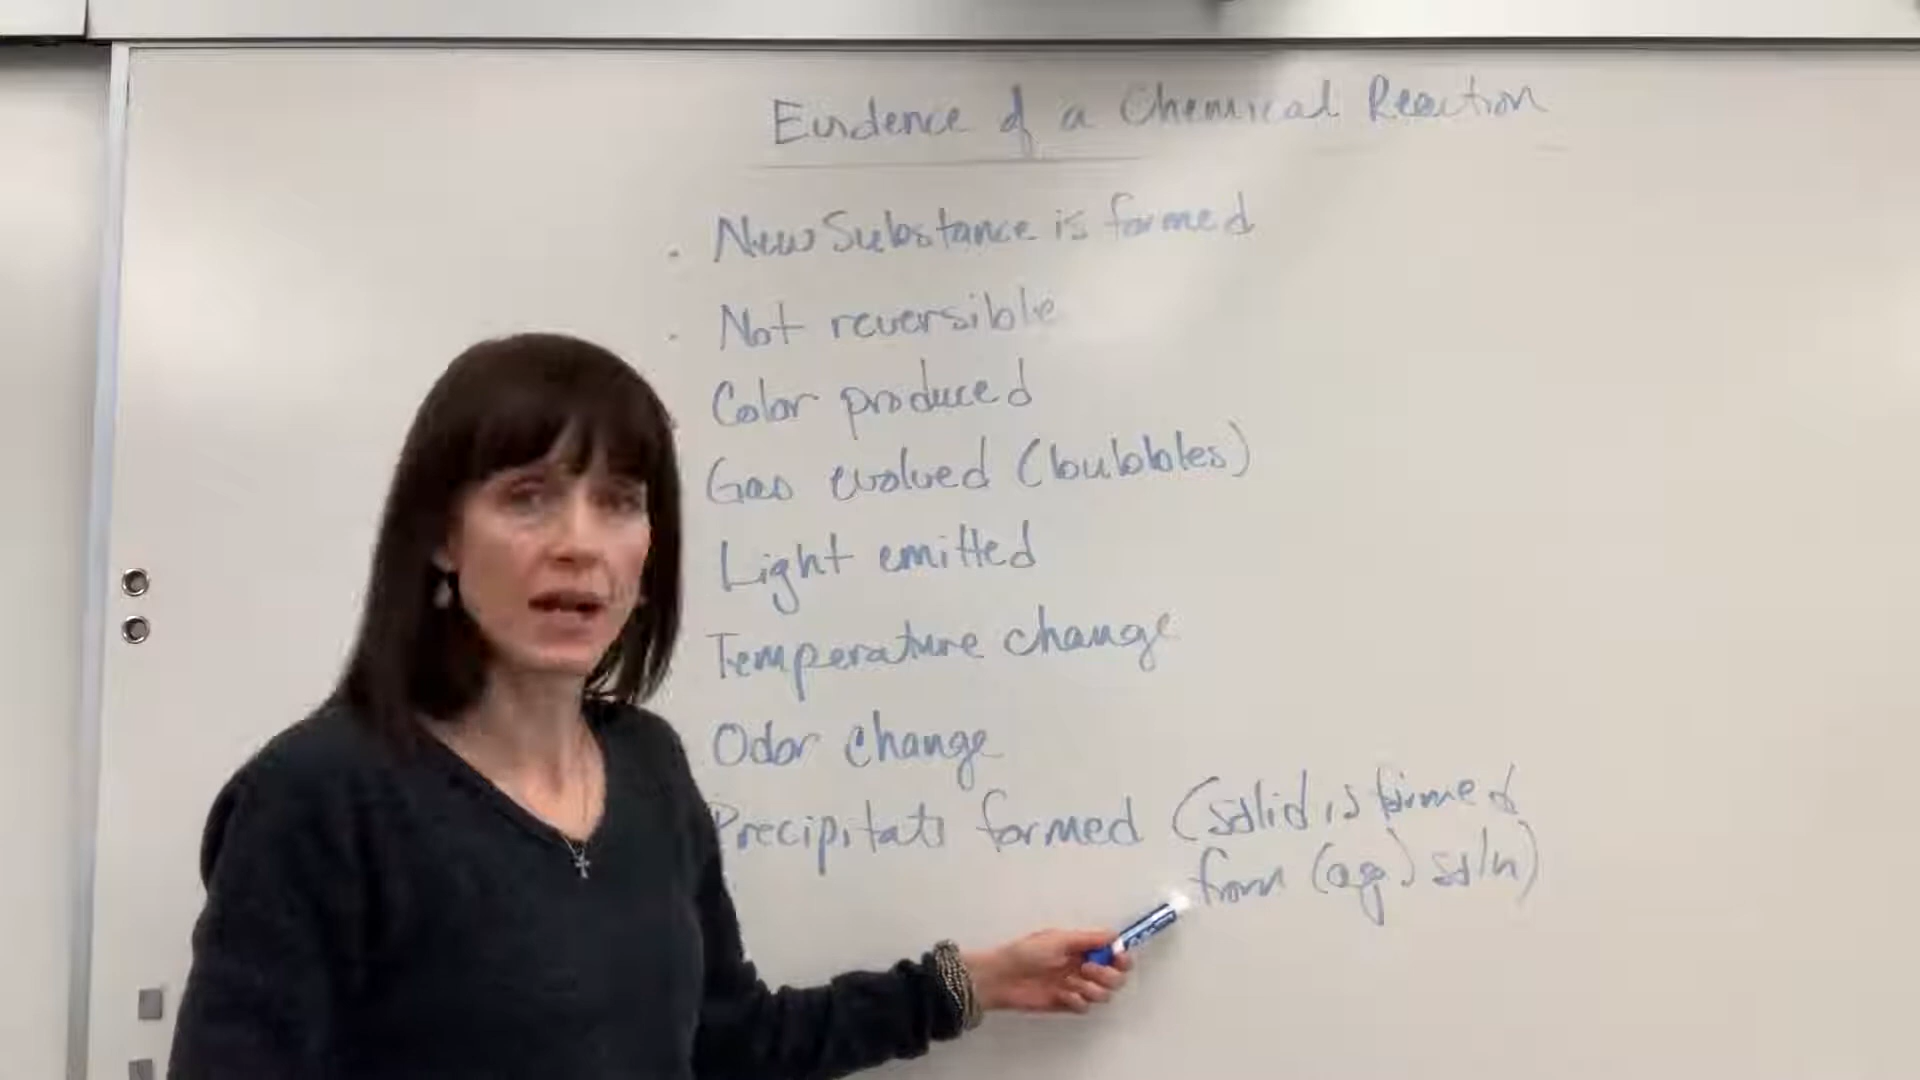 Evidence of a Chemical Reaction
· New Substance is formed
· Not reversible
Color produced
Gas evolved (bubbles)
Light emitted
Temperature change
Odor change
Precipitate formed (solid is formed
from (aq) soln)